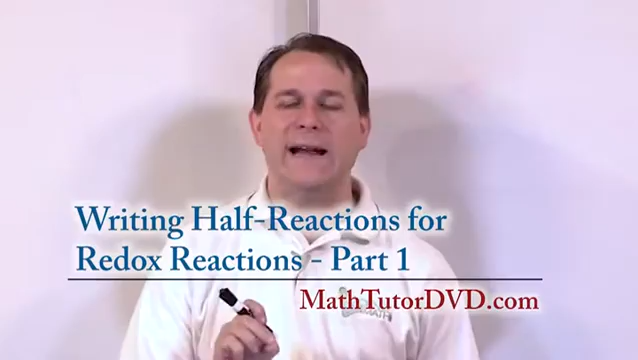 Writing Half-Reactions for
Redox Reactions - Part 1
MathTutorDVD.com